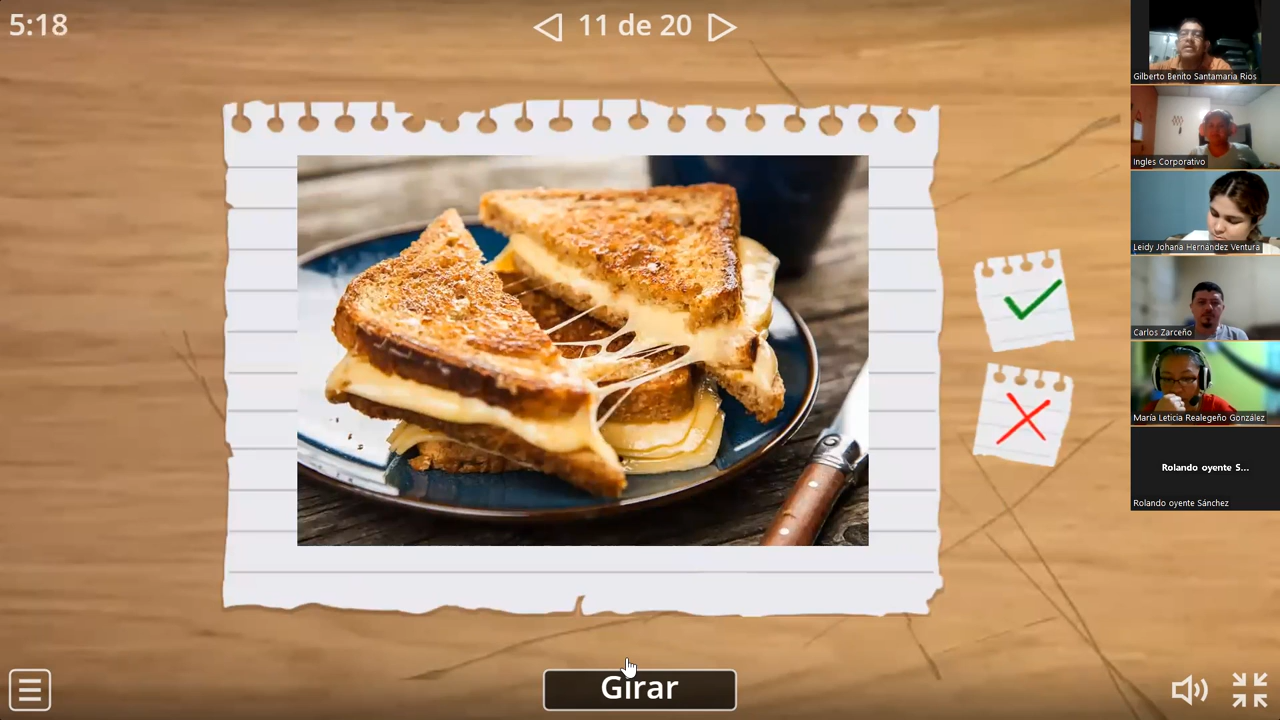 5:18
11 de 20
Gilberto Benito Santamaria Rios
Ingles Corporativo
Leidy Johana Hernández Ventura
Carlos Zarceño
María Leticia Realegeño González
Rolando oyente S...
Rolando oyente Sánchez
Girar